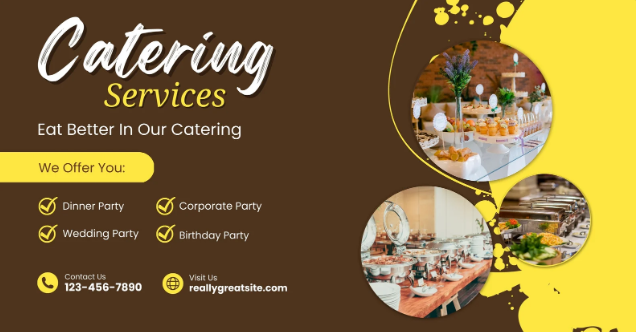 Catering
Services
Eat Better In Our Catering
We Offer You:
Dinner Party
Corporate Party
Wedding Party
Birthday Party
Contact Us
123-456-7890
Visit Us
reallygreatsite.com